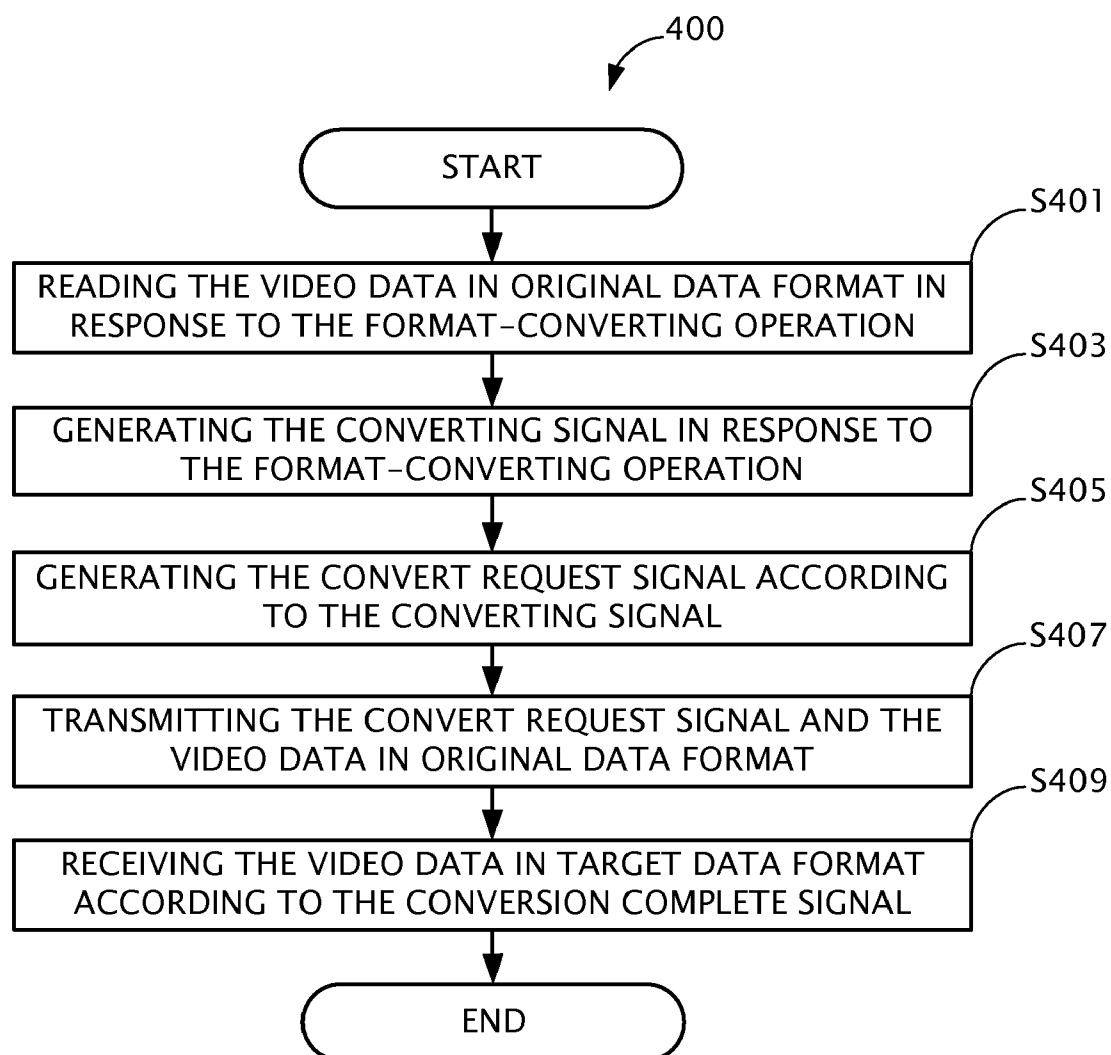 400
START
S401
READING THE VIDEO DATA IN ORIGINAL DATA FORMAT IN
RESPONSE TO THE FORMAT-CONVERTING OPERATION
S403
GENERATING THE CONVERTING SIGNAL IN RESPONSE TO
THE FORMAT-CONVERTING OPERATION
S405
GENERATING THE CONVERT REQUEST SIGNAL ACCORDING
TO THE CONVERTING SIGNAL
S407
TRANSMITTING THE CONVERT REQUEST SIGNAL AND THE
VIDEO DATA IN ORIGINAL DATA FORMAT
S409
RECEIVING THE VIDEO DATA IN TARGET DATA FORMAT
ACCORDING TO THE CONVERSION COMPLETE SIGNAL
END